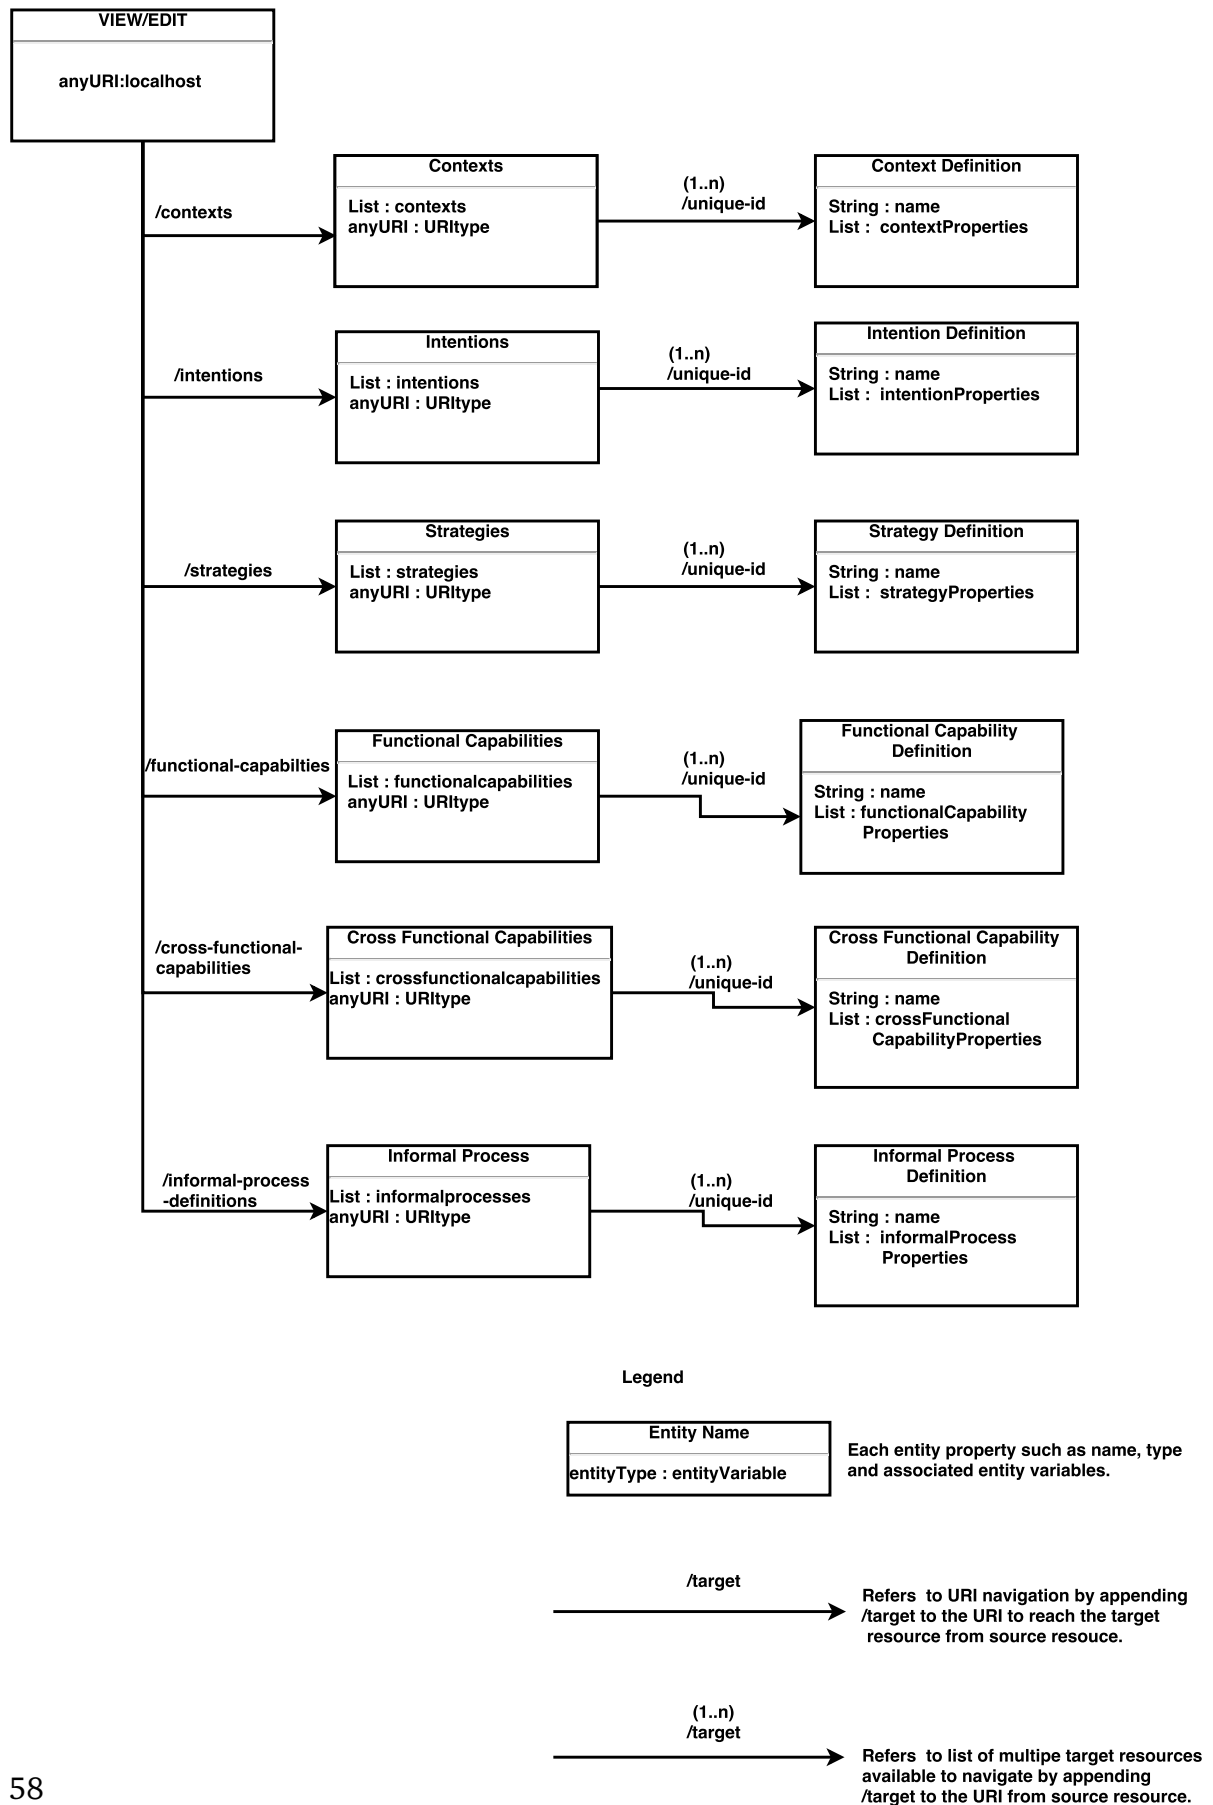 VIEW/EDIT
anyURI:localhost
/contexts
Contexts
List : contexts
anyURI : URItype
(1..n)
/unique-id
Context Definition
String : name
List :  contextProperties
/intentions
Intentions
List : intentions
anyURI : URItype
(1..n)
/unique-id
Intention Definition
String : name
List :  intentionProperties
/strategies
Strategies
List : strategies
anyURI : URItype
(1..n)
/unique-id
Strategy Definition
String : name
List :  strategyProperties
/functional-capabilties
Functional Capabilities
List : functionalcapabilities
anyURI : URItype
(1..n)
/unique-id
Functional Capability
Definition
String : name
List : functionalCapability
Properties
/cross-functional-
capabilities
Cross Functional Capabilities
List : crossfunctionalcapabilities
anyURI : URItype
(1..n)
/unique-id
Cross Functional Capability
Definition
String : name
List : crossFunctional
CapabilityProperties
/informal-process
-definitions
Informal Process
List : informalprocesses
anyURI : URItype
(1..n)
/unique-id
Informal Process
Definition
String : name
List :  informalProcess
Properties
Legend
Entity Name
entityType : entityVariable
Each entity property such as name, type
and associated entity variables.
/target
Refers  to URI navigation by appending
/target to the URI to reach the target
resource from source resouce.
(1..n)
/target
Refers  to list of multipe target resources
available to navigate by appending
/target to the URI from source resource.
58